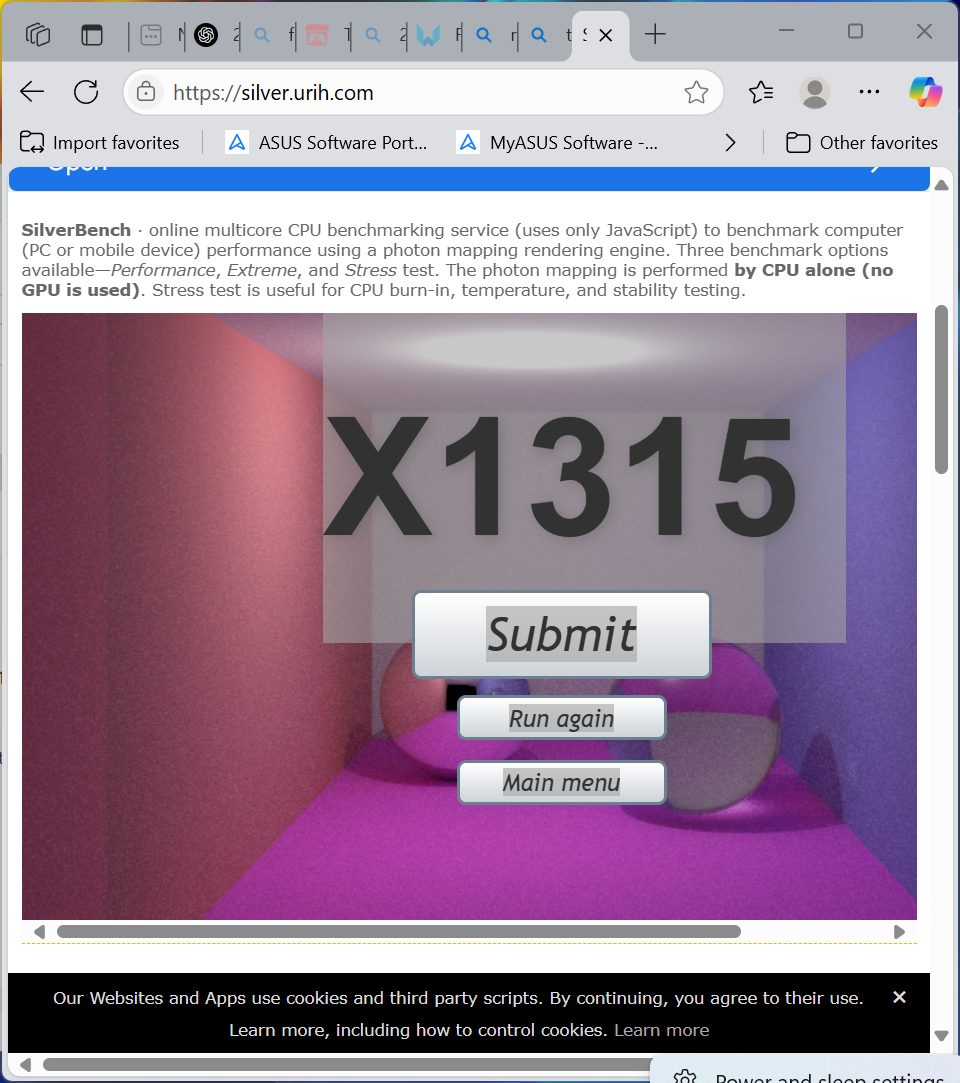 https://silver.urih.com
Import favorites
ASUS Software Port...
MyASUS Software -...
Other favorites
Open
SilverBench · online multicore CPU benchmarking service (uses only JavaScript) to benchmark computer
(PC or mobile device) performance using a photon mapping rendering engine. Three benchmark options
available—Performance, Extreme, and Stress test. The photon mapping is performed by CPU alone (no
GPU is used). Stress test is useful for CPU burn-in, temperature, and stability testing.
X1315
Submit
Run again
Main menu
Our Websites and Apps use cookies and third party scripts. By continuing, you agree to their use.
Learn more, including how to control cookies. Learn more
Power and sleep settings